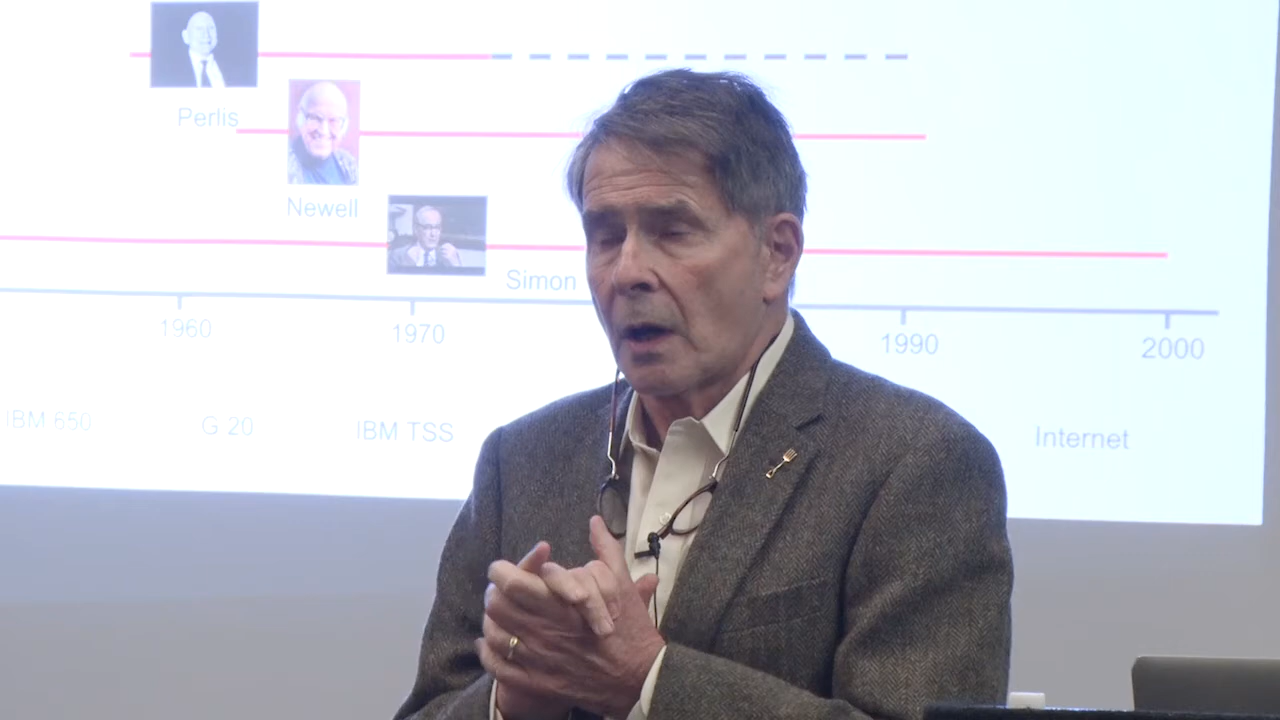 Perlis
Newell
Simon
1960
1970
1990
2000
IBM 650
G 20
IBM TSS
Internet